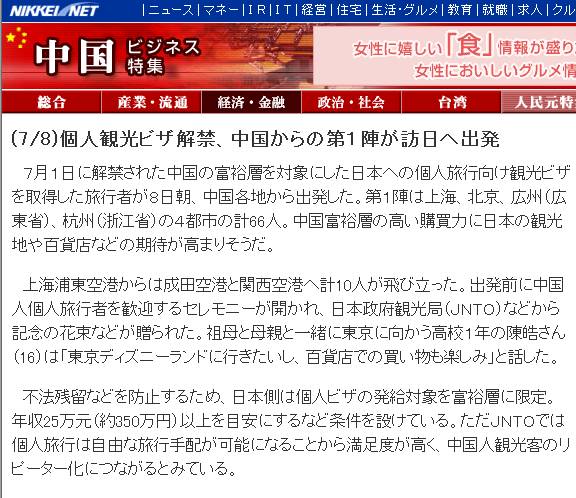 NIKKEI NET
|ニュース|マネー|IR|IT|経営|住宅|生活・グルメ|教育|就職|求人|クル
中国 ビジネス特集
女性に嬉しい「食」情報が盛り
女性においしいグルメ情
総合 産業・流通 経済・金融 政治・社会 台湾 人民元特
(7/8)個人観光ビザ解禁、中国からの第1陣が訪日へ出発
7月1日に解禁された中国の富裕層を対象にした日本への個人旅行向け観光ビザ
を取得した旅行者が8日朝、中国各地から出発した。第1陣は上海、北京、広州(広
東省)、杭州(浙江省)の4都市の計66人。中国富裕層の高い購買力に日本の観光
地や百貨店などの期待が高まりそうだ。
上海浦東空港からは成田空港と関西空港へ計10人が飛び立った。出発前に中国
人個人旅行者を歓迎するセレモニーが開かれ、日本政府観光局(JNTO)などから
記念の花束などが贈られた。祖母と母親と一緒に東京に向かう高校1年の陳皓さん
(16)は「東京ディズニーランドに行きたいし、百貨店での買い物も楽しみ」と話した。
不法残留などを防止するため、日本側は個人ビザの発給対象を富裕層に限定。
年収25万元(約350万円)以上を目安にするなど条件を設けている。ただJNTOでは
個人旅行は自由な旅行手配が可能になることから満足度が高く、中国人観光客のリ
ピーター化につながるとみている。